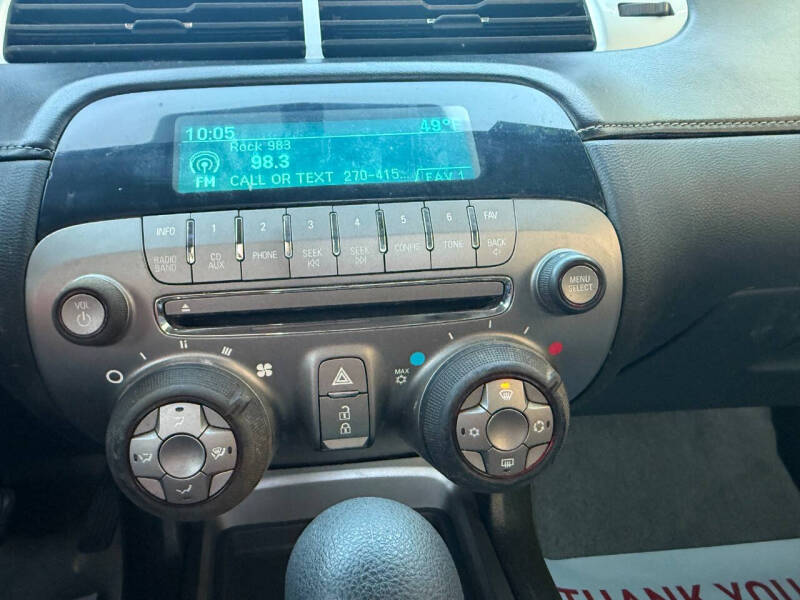 10:05 49°F
Rock 983
98.3
FM CALL OR TEXT 270-415... FAV 1
INFO 1 2 3 4 5 6 FAV
RADIO BAND CD AUX PHONE SEEK SEEK CONFIG TONE BACK
VOL
MENU SELECT
MAX
THANK YOU